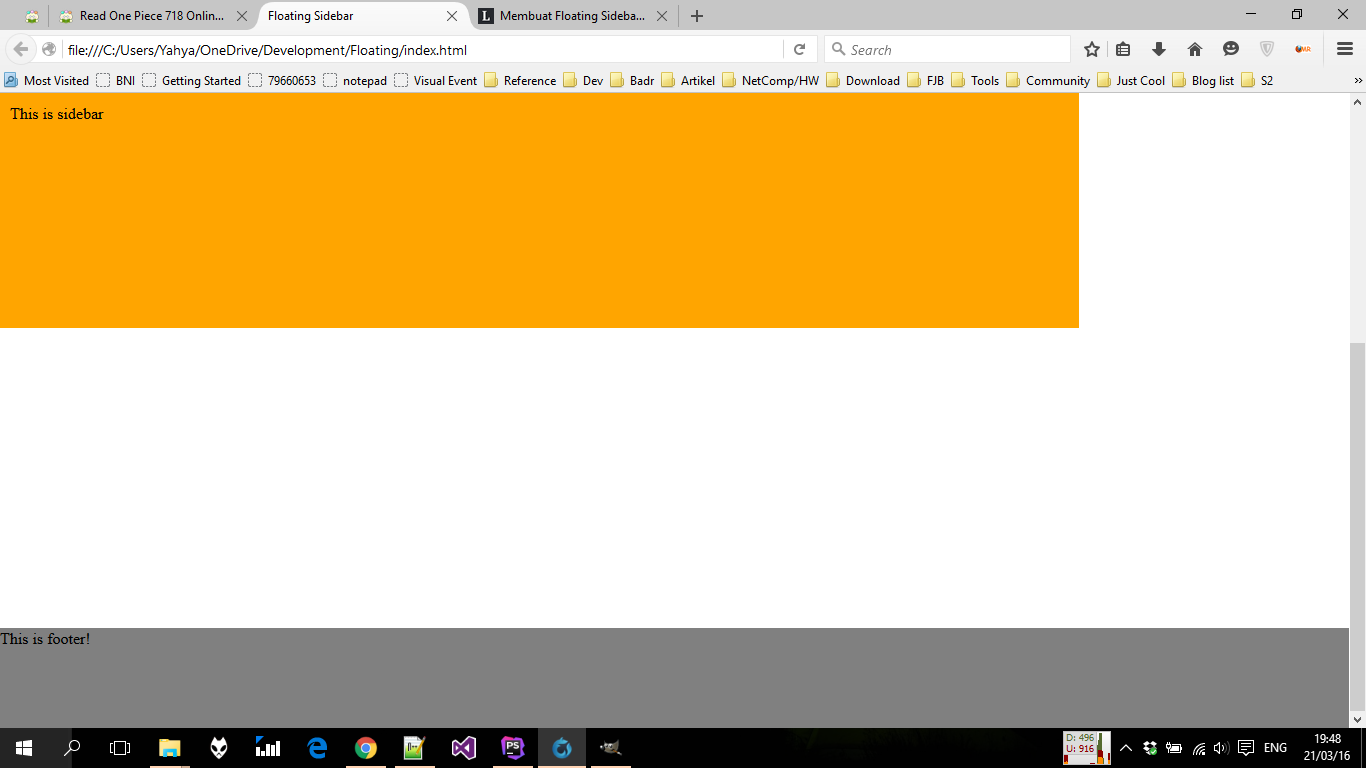 Read One Piece 718 Onlin...
Floating Sidebar
L Membuat Floating Sideba...
file:///C:/Users/Yahya/OneDrive/Development/Floating/index.html
Search
Most Visited BNI Getting Started 79660653 notepad Visual Event Reference Dev Badr Artikel NetComp/HW Download FJB Tools Community Just Cool Blog list S2 »
This is sidebar
This is footer!
PS
D: 496
U: 916
ENG
19:48
21/03/16